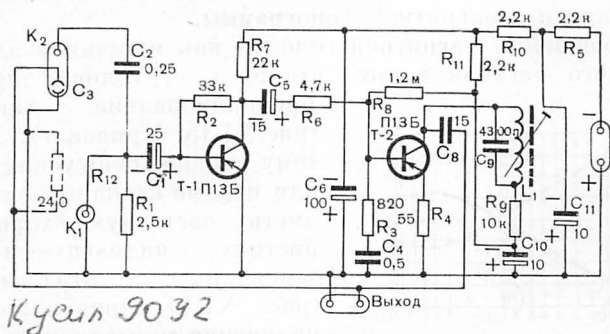 2,2к 2,2к
R10 R5
K2 C2
0,25
C3
R7
22к C5
33к 4,7к
R2 15 R6
R8
1,2м R11
2,2к
П13Б
Т-2
15
C8
4300
C9
25
C1
Т-1 П13Б
R12
240
K1
R1
2,5к
C6
100
820
R3
55
R4
C4
0,5
R9
10к
C10
10
C11
10
Выход
Кусил 9092